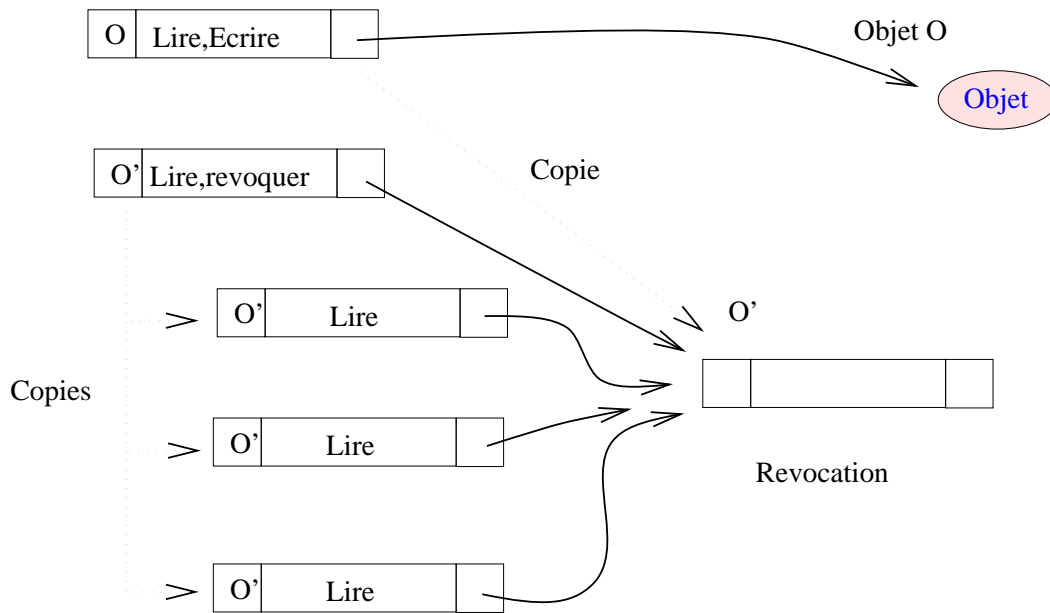 O Lire,Ecrire
Objet O
Objet
O' Lire,revoquer
Copie
O' Lire
O'
Copies
O' Lire
Revocation
O' Lire